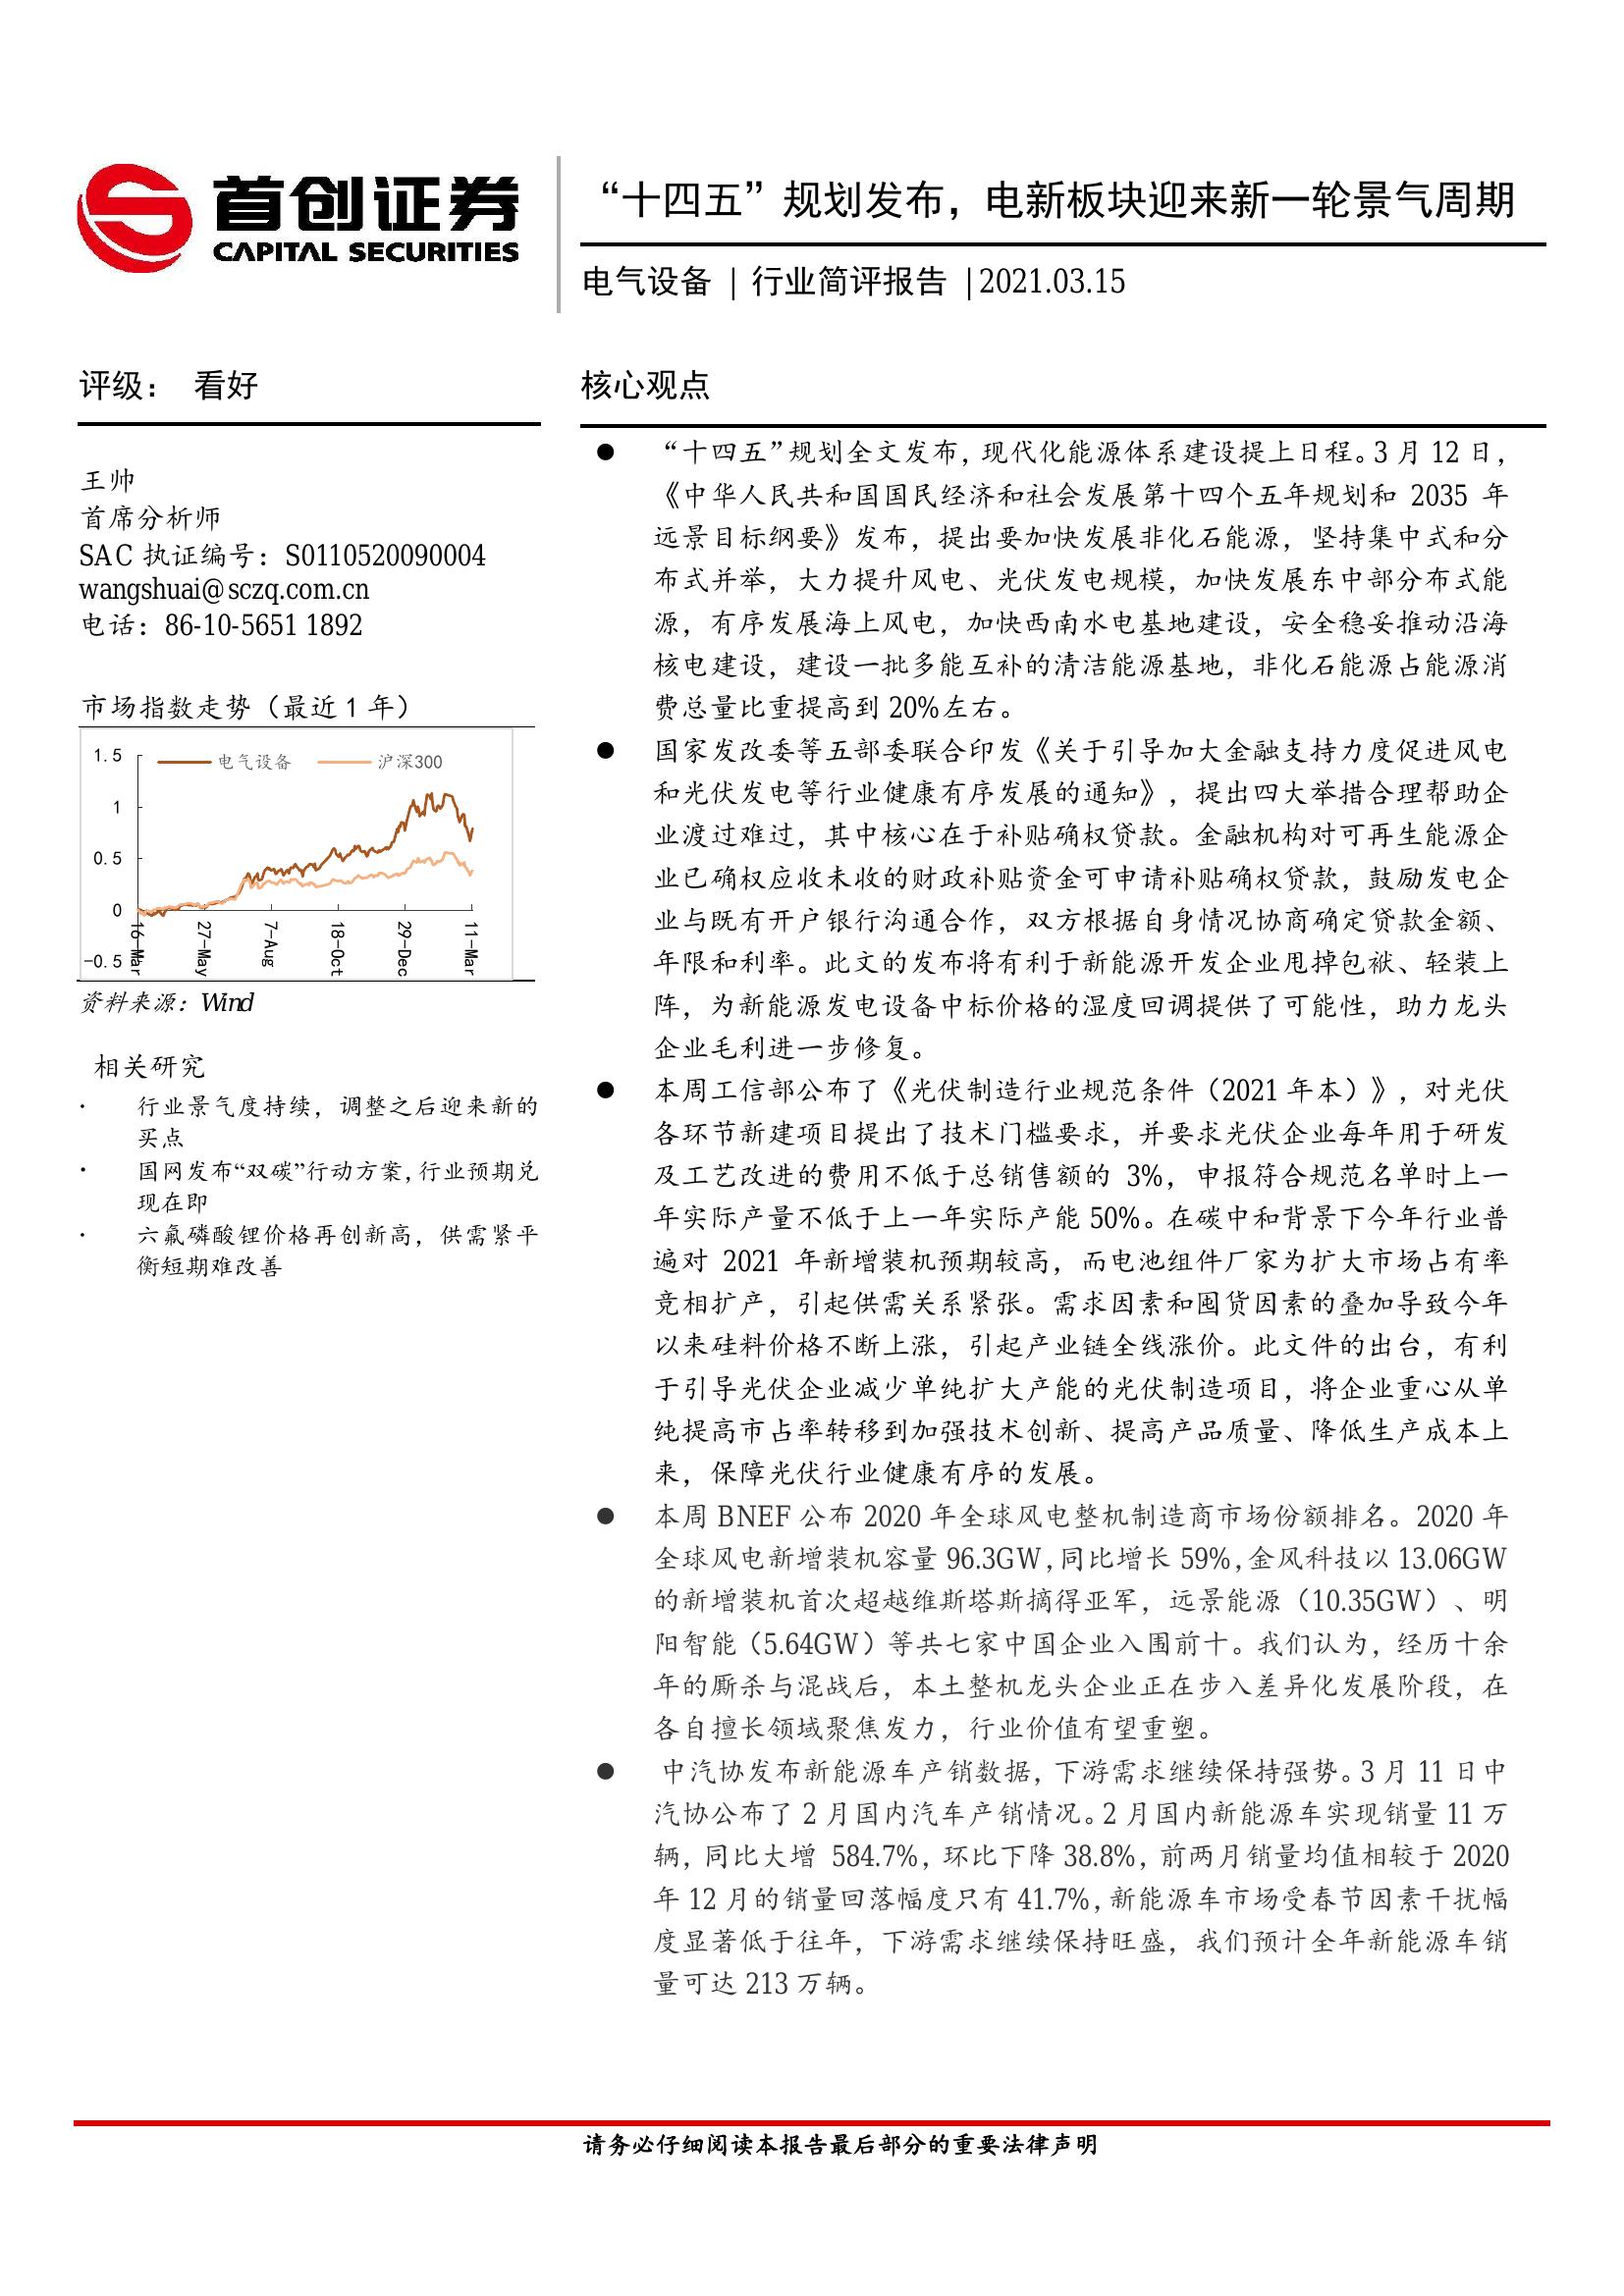 首创证券
CAPITAL SECURITIES
“十四五”规划发布，电新板块迎来新一轮景气周期
电气设备 | 行业简评报告 |2021.03.15
评级： 看好
王帅
首席分析师
SAC 执证编号：S0110520090004
wangshuai@sczq.com.cn
电话：86-10-5651 1892
市场指数走势（最近 1 年）
电气设备 沪深300
1.5
1
0.5
0
-0.5
16-Mar
27-May
7-Aug
18-Oct
29-Dec
11-Mar
资料来源：Wind
相关研究
· 行业景气度持续，调整之后迎来新的
买点
· 国网发布“双碳”行动方案，行业预期兑
现在即
· 六氟磷酸锂价格再创新高，供需紧平
衡短期难改善
核心观点
● “十四五”规划全文发布，现代化能源体系建设提上日程。3 月 12 日，
《中华人民共和国国民经济和社会发展第十四个五年规划和 2035 年
远景目标纲要》发布，提出要加快发展非化石能源，坚持集中式和分
布式并举，大力提升风电、光伏发电规模，加快发展东中部分布式能
源，有序发展海上风电，加快西南水电基地建设，安全稳妥推动沿海
核电建设，建设一批多能互补的清洁能源基地，非化石能源占能源消
费总量比重提高到 20%左右。
● 国家发改委等五部委联合印发《关于引导加大金融支持力度促进风电
和光伏发电等行业健康有序发展的通知》，提出四大举措合理帮助企
业渡过难过，其中核心在于补贴确权贷款。金融机构对可再生能源企
业已确权应收未收的财政补贴资金可申请补贴确权贷款，鼓励发电企
业与既有开户银行沟通合作，双方根据自身情况协商确定贷款金额、
年限和利率。此文的发布将有利于新能源开发企业甩掉包袱、轻装上
阵，为新能源发电设备中标价格的湿度回调提供了可能性，助力龙头
企业毛利进一步修复。
● 本周工信部公布了《光伏制造行业规范条件（2021 年本）》，对光伏
各环节新建项目提出了技术门槛要求，并要求光伏企业每年用于研发
及工艺改进的费用不低于总销售额的 3%，申报符合规范名单时上一
年实际产量不低于上一年实际产能 50%。在碳中和背景下今年行业普
遍对 2021 年新增装机预期较高，而电池组件厂家为扩大市场占有率
竞相扩产，引起供需关系紧张。需求因素和囤货因素的叠加导致今年
以来硅料价格不断上涨，引起产业链全线涨价。此文件的出台，有利
于引导光伏企业减少单纯扩大产能的光伏制造项目，将企业重心从单
纯提高市占率转移到加强技术创新、提高产品质量、降低生产成本上
来，保障光伏行业健康有序的发展。
● 本周 BNEF 公布 2020 年全球风电整机制造商市场份额排名。2020 年
全球风电新增装机容量 96.3GW，同比增长 59%，金风科技以 13.06GW
的新增装机首次超越维斯塔斯摘得亚军，远景能源（10.35GW）、明
阳智能（5.64GW）等共七家中国企业入围前十。我们认为，经历十余
年的厮杀与混战后，本土整机龙头企业正在步入差异化发展阶段，在
各自擅长领域聚焦发力，行业价值有望重塑。
● 中汽协发布新能源车产销数据，下游需求继续保持强势。3 月 11 日中
汽协公布了 2 月国内汽车产销情况。2 月国内新能源车实现销量 11 万
辆，同比大增 584.7%，环比下降 38.8%，前两月销量均值相较于 2020
年 12 月的销量回落幅度只有 41.7%，新能源车市场受春节因素干扰幅
度显著低于往年，下游需求继续保持旺盛，我们预计全年新能源车销
量可达 213 万辆。
请务必仔细阅读本报告最后部分的重要法律声明